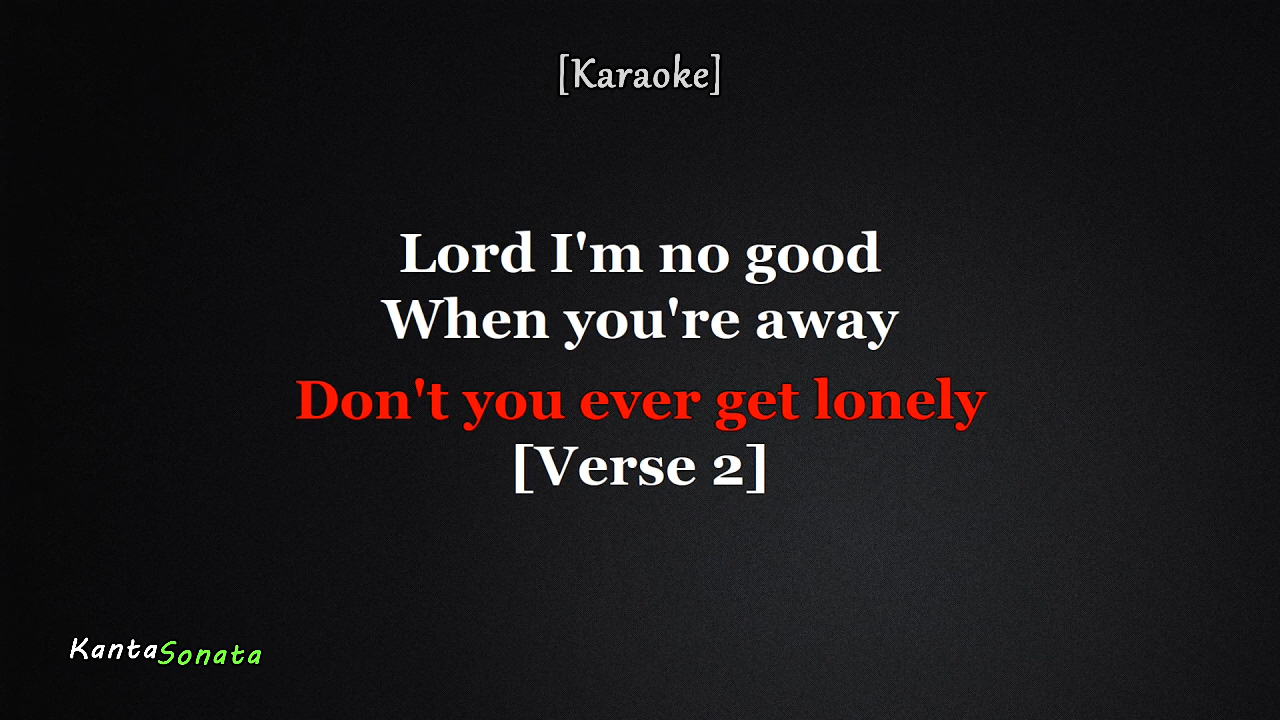 [Karaoke]
Lord I'm no good
When you're away
Don't you ever get lonely
[Verse 2]
KantaSonata